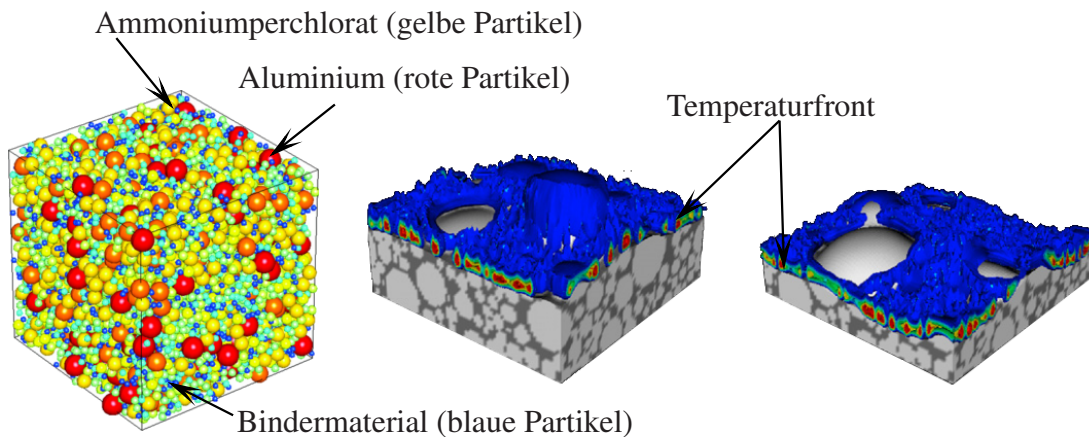 Ammoniumperchlorat (gelbe Partikel)
Aluminium (rote Partikel)
Temperaturfront
Bindermaterial (blaue Partikel)